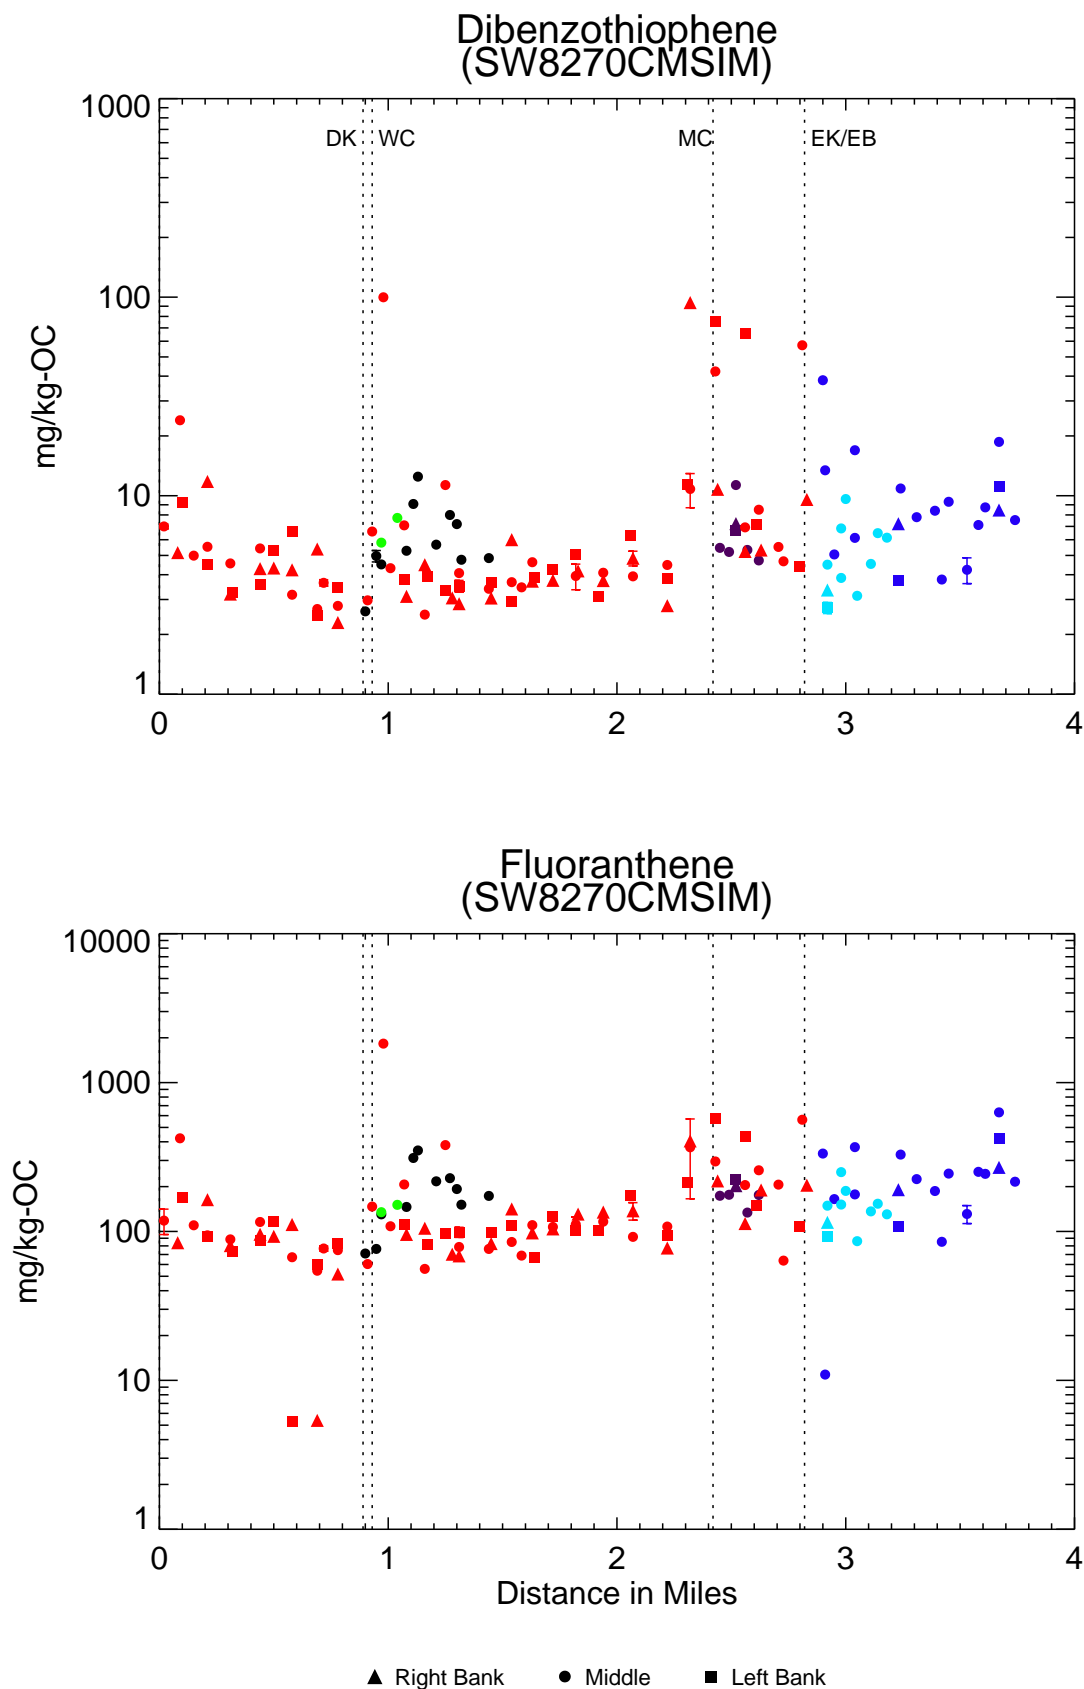 Dibenzothiophene
(SW8270CMSIM)
1000
DK WC MC EK/EB
100
mg/kg-OC
10
1
0 1 2 3 4
Fluoranthene
(SW8270CMSIM)
10000
1000
100
mg/kg-OC
10
1
0 1 2 3 4
Distance in Miles
Right Bank Middle Left Bank